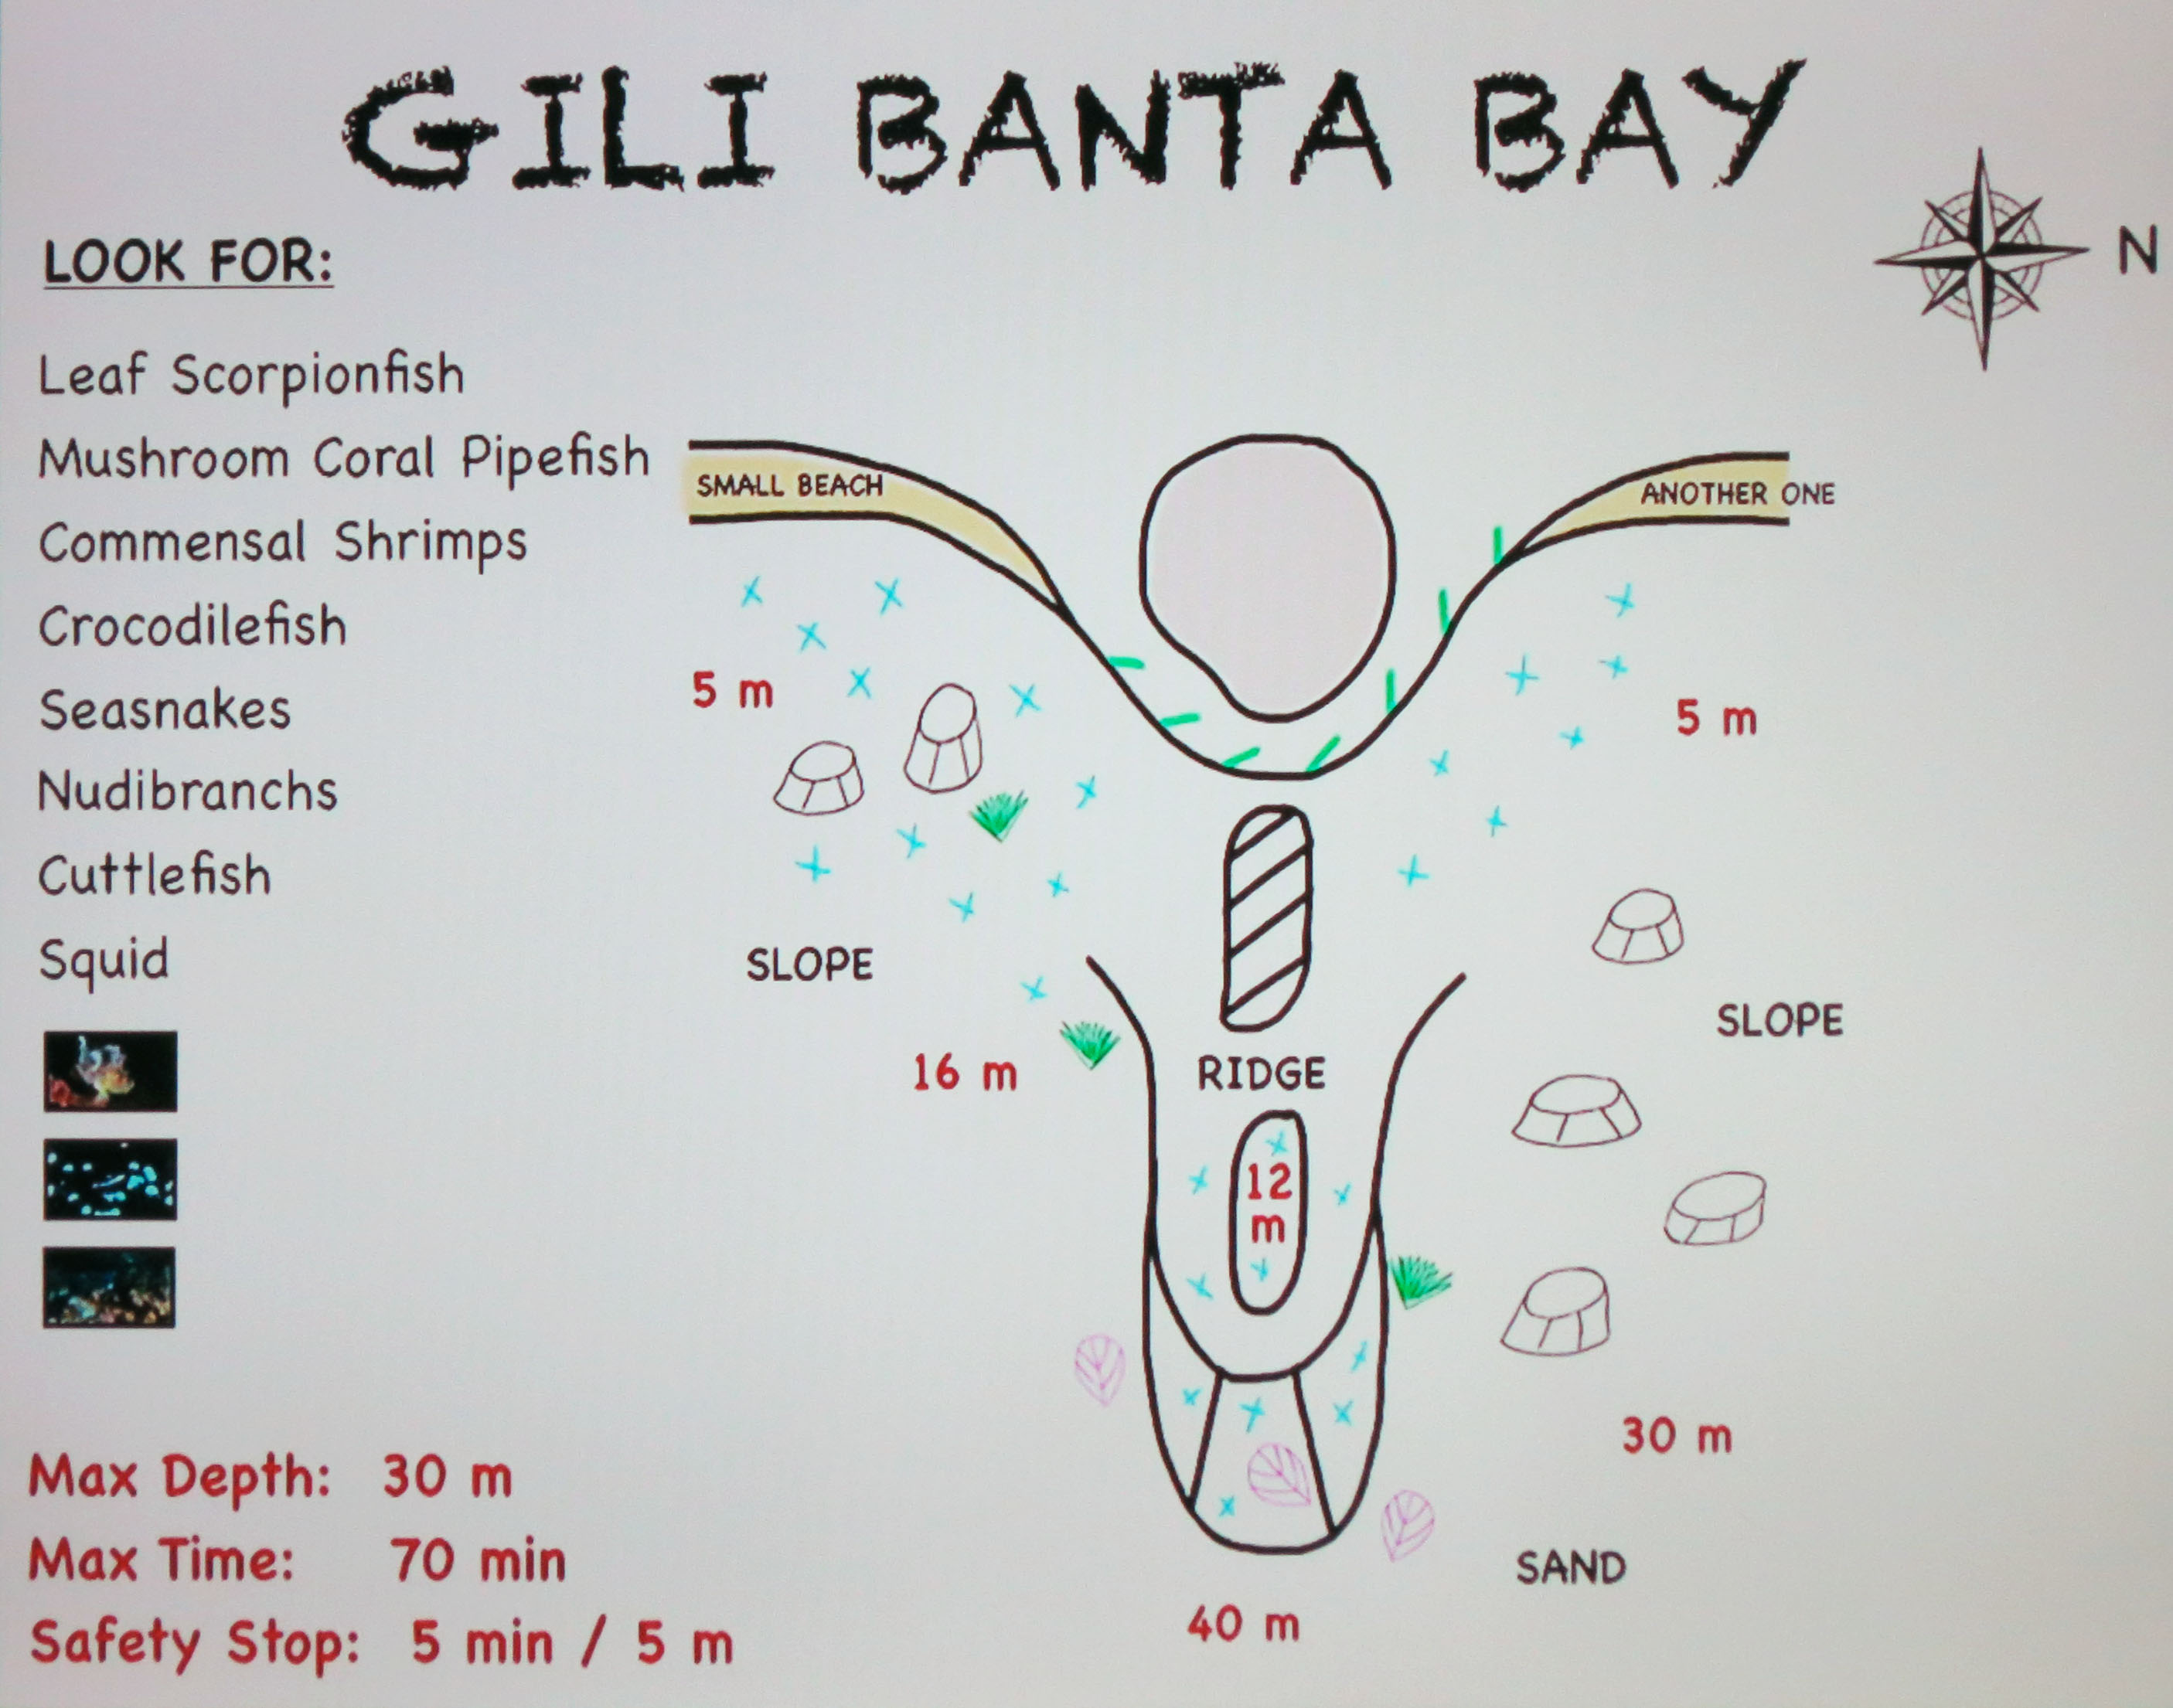 GILI BANTA BAY
N
LOOK FOR:
Leaf Scorpionfish
Mushroom Coral Pipefish
Commensal Shrimps
Crocodilefish
Seasnakes
Nudibranchs
Cuttlefish
Squid
SMALL BEACH
ANOTHER ONE
5 m
5 m
SLOPE
SLOPE
16 m
RIDGE
12
m
30 m
SAND
40 m
Max Depth: 30 m
Max Time: 70 min
Safety Stop: 5 min / 5 m